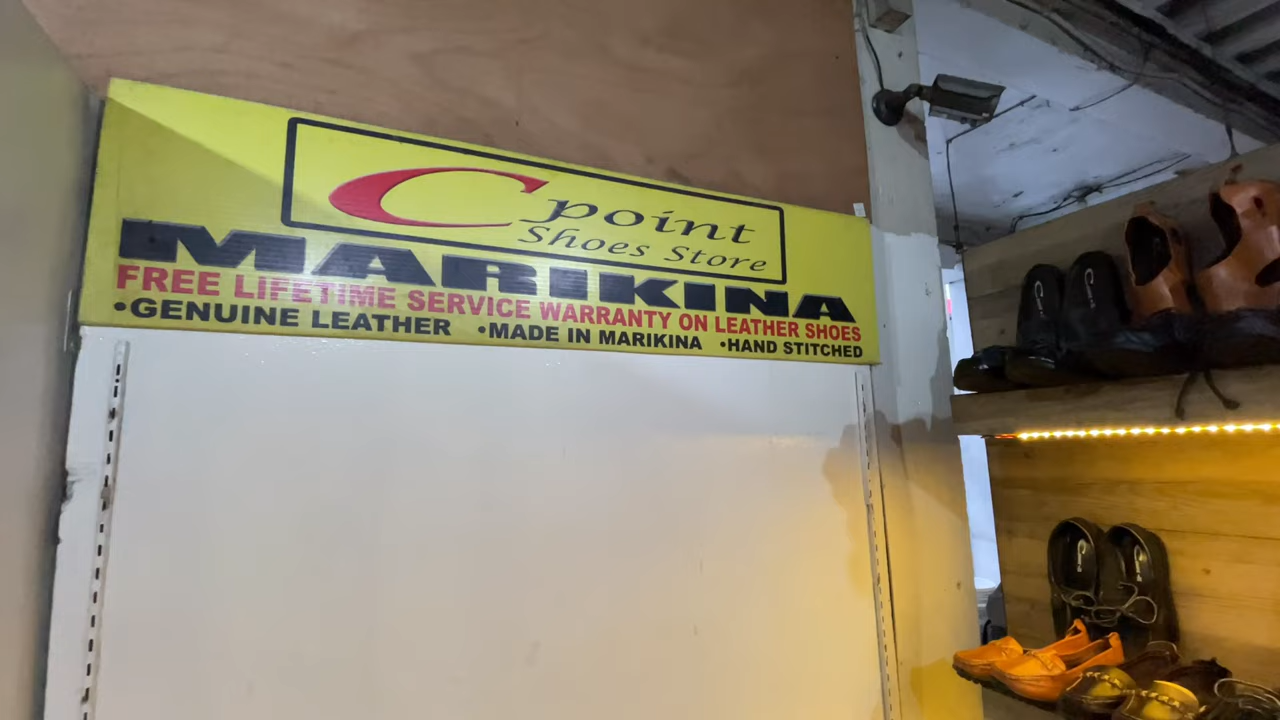 Cpoint
Shoes Store
MARIKINA
FREE LIFETIME SERVICE WARRANTY ON LEATHER SHOES
•GENUINE LEATHER •MADE IN MARIKINA •HAND STITCHED